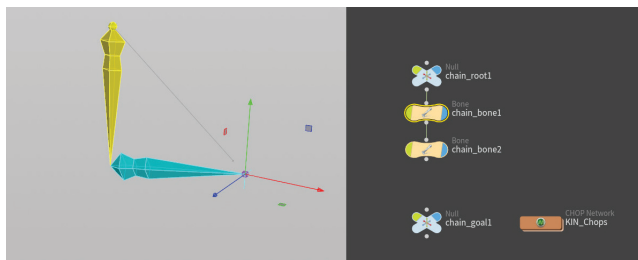 Null
chain_root1
Bone
chain_bone1
Bone
chain_bone2
Null
chain_goal1
CHOP Network
KIN_Chops